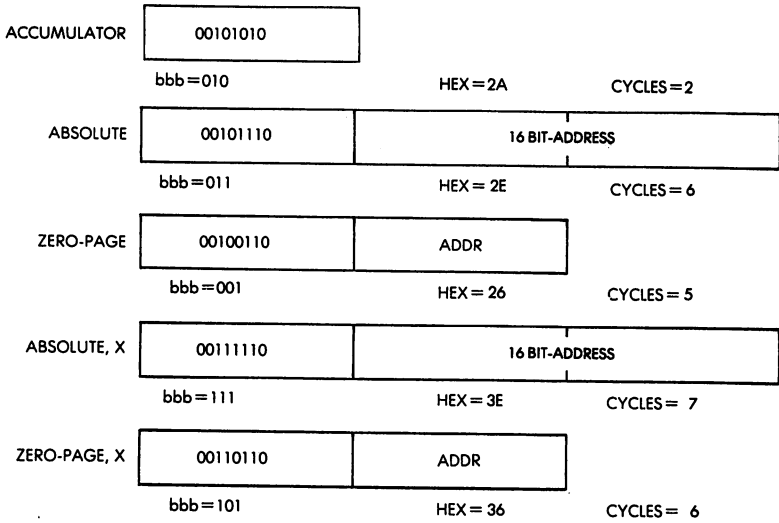 ACCUMULATOR 00101010
bbb=010 HEX=2A CYCLES=2
ABSOLUTE 00101110 16 BIT-ADDRESS
bbb=011 HEX=2E CYCLES=6
ZERO-PAGE 00100110 ADDR
bbb=001 HEX=26 CYCLES=5
ABSOLUTE, X 00111110 16 BIT-ADDRESS
bbb=111 HEX=3E CYCLES= 7
ZERO-PAGE, X 00110110 ADDR
bbb=101 HEX=36 CYCLES= 6